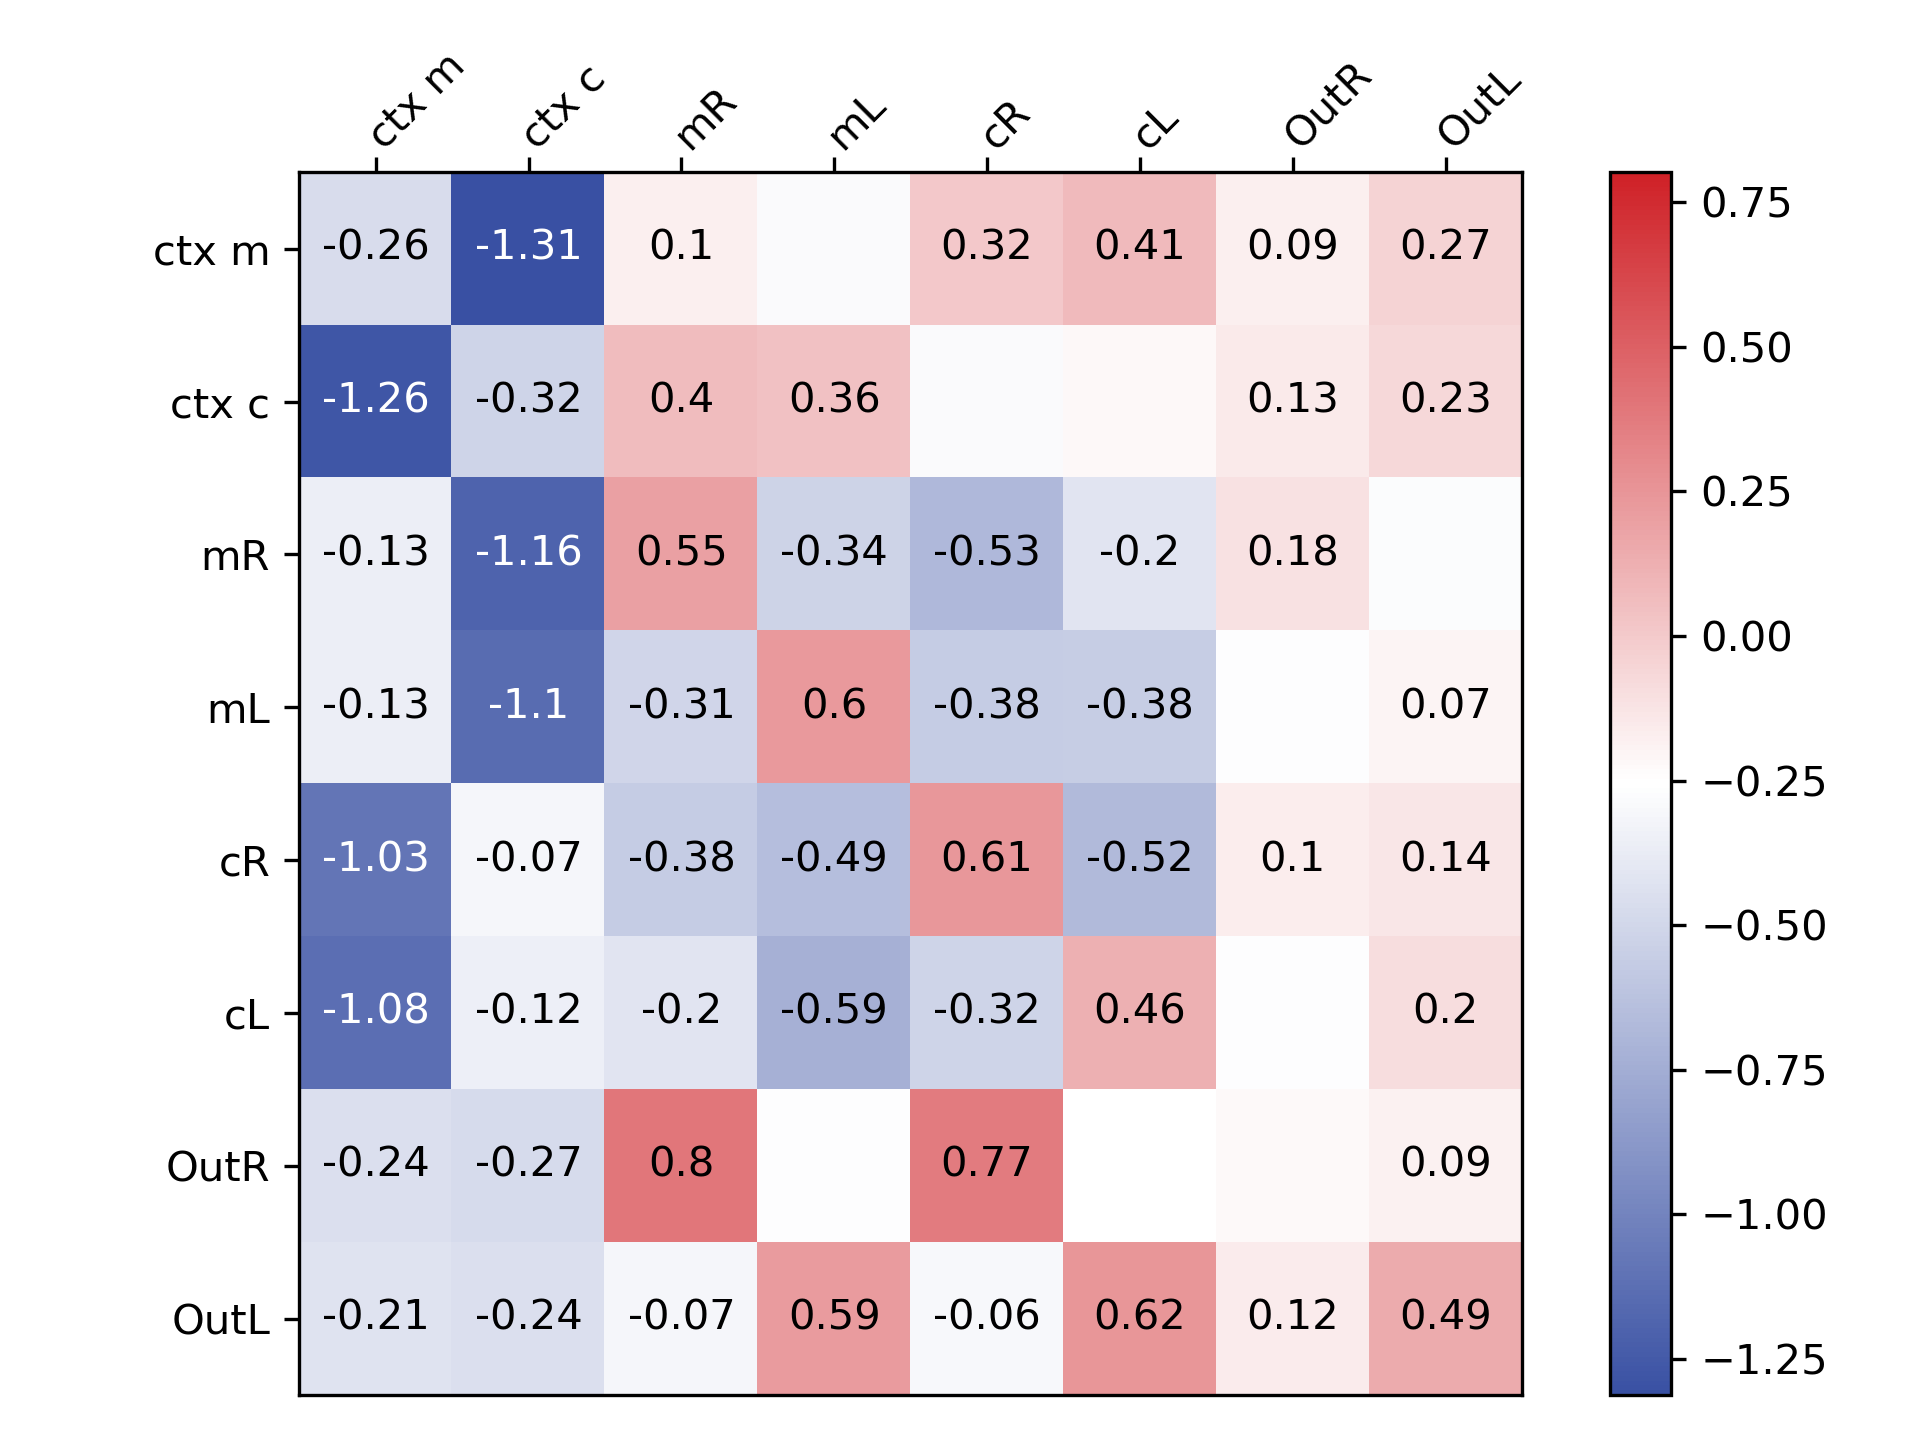 ctx m ctx c mR mL cR cL OutR OutL
ctx m -0.26 -1.31 0.1 0.32 0.41 0.09 0.27
ctx c -1.26 -0.32 0.4 0.36 0.13 0.23
mR -0.13 -1.16 0.55 -0.34 -0.53 -0.2 0.18
mL -0.13 -1.1 -0.31 0.6 -0.38 -0.38 0.07
cR -1.03 -0.07 -0.38 -0.49 0.61 -0.52 0.1 0.14
cL -1.08 -0.12 -0.2 -0.59 -0.32 0.46 0.2
OutR -0.24 -0.27 0.8 0.77 0.09
OutL -0.21 -0.24 -0.07 0.59 -0.06 0.62 0.12 0.49
0.75
0.50
0.25
0.00
−0.25
−0.50
−0.75
−1.00
−1.25